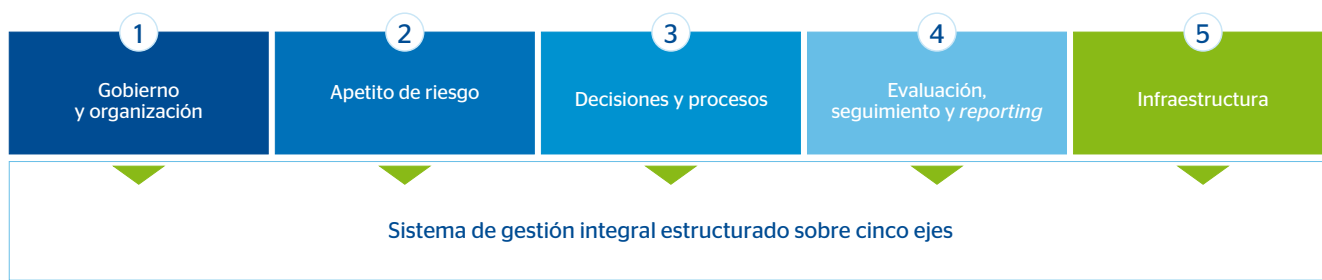 1
Gobierno
y organización
2
Apetito de riesgo
3
Decisiones y procesos
4
Evaluación,
seguimiento y reporting
5
Infraestructura
Sistema de gestión integral estructurado sobre cinco ejes